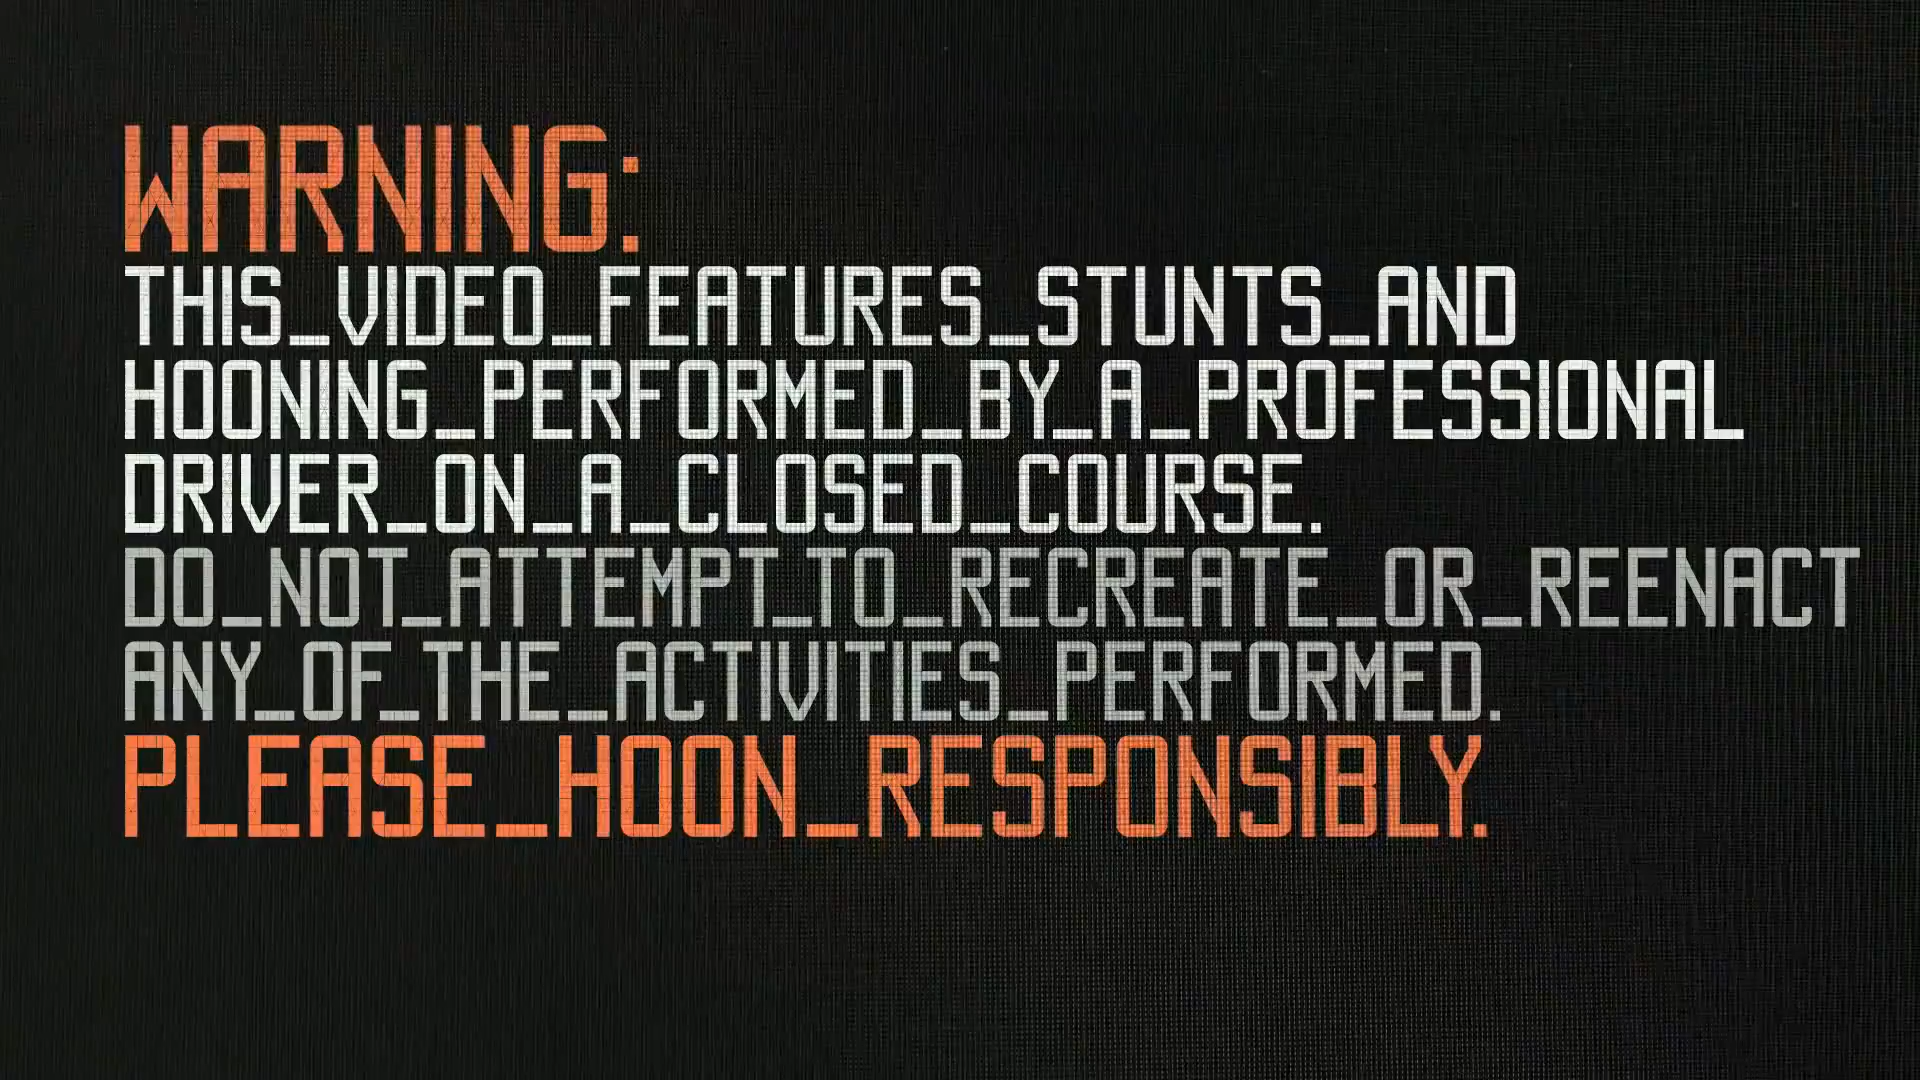 WARNING:
THIS_VIDEO_FEATURES_STUNTS_AND
HOONING_PERFORMED_BY_A_PROFESSIONAL
DRIVER_ON_A_CLOSED_COURSE.
DO_NOT_ATTEMPT_TO_RECREATE_OR_REENACT
ANY_OF_THE_ACTIVITIES_PERFORMED.
PLEASE_HOON_RESPONSIBLY.